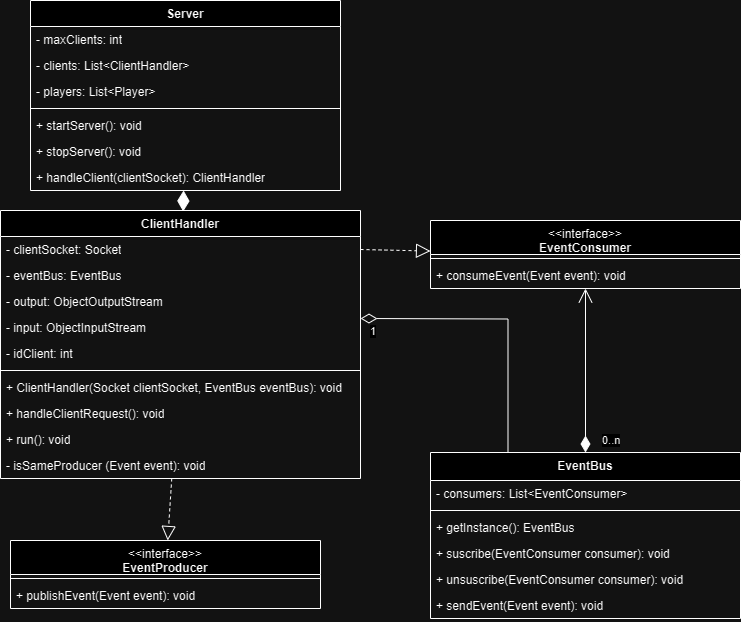 Server
- maxClients: int
- clients: List<ClientHandler>
- players: List<Player>
+ startServer(): void
+ stopServer(): void
+ handleClient(clientSocket): ClientHandler
ClientHandler
- clientSocket: Socket
- eventBus: EventBus
- output: ObjectOutputStream
- input: ObjectInputStream
- idClient: int
+ ClientHandler(Socket clientSocket, EventBus eventBus): void
+ handleClientRequest(): void
+ run(): void
- isSameProducer (Event event): void
<<interface>>
EventConsumer
+ consumeEvent(Event event): void
1
0..n
EventBus
- consumers: List<EventConsumer>
+ getInstance(): EventBus
+ suscribe(EventConsumer consumer): void
+ unsuscribe(EventConsumer consumer): void
+ sendEvent(Event event): void
<<interface>>
EventProducer
+ publishEvent(Event event): void